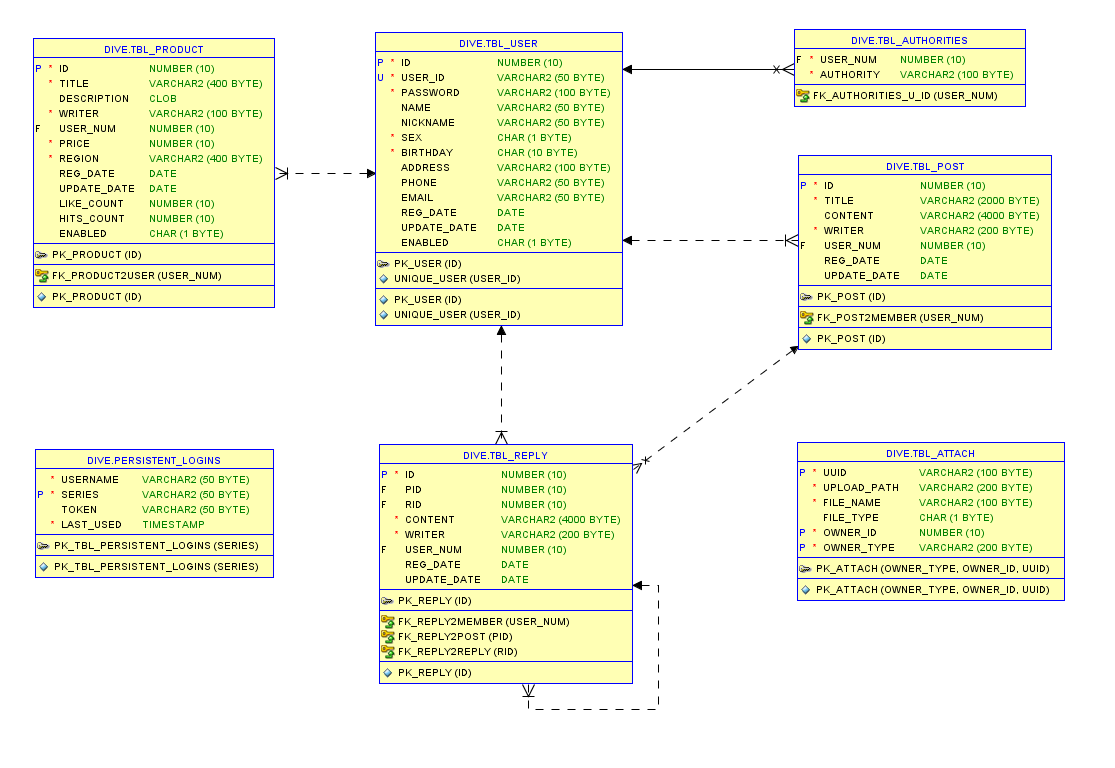 DIVE.TBL_PRODUCT
P * ID NUMBER (10)
* TITLE VARCHAR2 (400 BYTE)
DESCRIPTION CLOB
* WRITER VARCHAR2 (100 BYTE)
F USER_NUM NUMBER (10)
* PRICE NUMBER (10)
* REGION VARCHAR2 (400 BYTE)
REG_DATE DATE
UPDATE_DATE DATE
LIKE_COUNT NUMBER (10)
HITS_COUNT NUMBER (10)
ENABLED CHAR (1 BYTE)
PK_PRODUCT (ID)
FK_PRODUCT2USER (USER_NUM)
PK_PRODUCT (ID)
DIVE.TBL_USER
P * ID NUMBER (10)
U * USER_ID VARCHAR2 (50 BYTE)
* PASSWORD VARCHAR2 (100 BYTE)
NAME VARCHAR2 (50 BYTE)
NICKNAME VARCHAR2 (50 BYTE)
* SEX CHAR (1 BYTE)
* BIRTHDAY CHAR (10 BYTE)
ADDRESS VARCHAR2 (100 BYTE)
PHONE VARCHAR2 (50 BYTE)
EMAIL VARCHAR2 (50 BYTE)
REG_DATE DATE
UPDATE_DATE DATE
ENABLED CHAR (1 BYTE)
PK_USER (ID)
UNIQUE_USER (USER_ID)
PK_USER (ID)
UNIQUE_USER (USER_ID)
DIVE.TBL_AUTHORITIES
F * USER_NUM NUMBER (10)
* AUTHORITY VARCHAR2 (100 BYTE)
FK_AUTHORITIES_U_ID (USER_NUM)
DIVE.TBL_POST
P * ID NUMBER (10)
* TITLE VARCHAR2 (2000 BYTE)
CONTENT VARCHAR2 (4000 BYTE)
* WRITER VARCHAR2 (200 BYTE)
F USER_NUM NUMBER (10)
REG_DATE DATE
UPDATE_DATE DATE
PK_POST (ID)
FK_POST2MEMBER (USER_NUM)
PK_POST (ID)
DIVE.PERSISTENT_LOGINS
* USERNAME VARCHAR2 (50 BYTE)
P * SERIES VARCHAR2 (50 BYTE)
TOKEN VARCHAR2 (50 BYTE)
* LAST_USED TIMESTAMP
PK_TBL_PERSISTENT_LOGINS (SERIES)
PK_TBL_PERSISTENT_LOGINS (SERIES)
DIVE.TBL_REPLY
P * ID NUMBER (10)
F PID NUMBER (10)
F RID NUMBER (10)
* CONTENT VARCHAR2 (4000 BYTE)
* WRITER VARCHAR2 (200 BYTE)
F USER_NUM NUMBER (10)
REG_DATE DATE
UPDATE_DATE DATE
PK_REPLY (ID)
FK_REPLY2MEMBER (USER_NUM)
FK_REPLY2POST (PID)
FK_REPLY2REPLY (RID)
PK_REPLY (ID)
DIVE.TBL_ATTACH
P * UUID VARCHAR2 (100 BYTE)
* UPLOAD_PATH VARCHAR2 (200 BYTE)
* FILE_NAME VARCHAR2 (100 BYTE)
FILE_TYPE CHAR (1 BYTE)
P * OWNER_ID NUMBER (10)
P * OWNER_TYPE VARCHAR2 (200 BYTE)
PK_ATTACH (OWNER_TYPE, OWNER_ID, UUID)
PK_ATTACH (OWNER_TYPE, OWNER_ID, UUID)